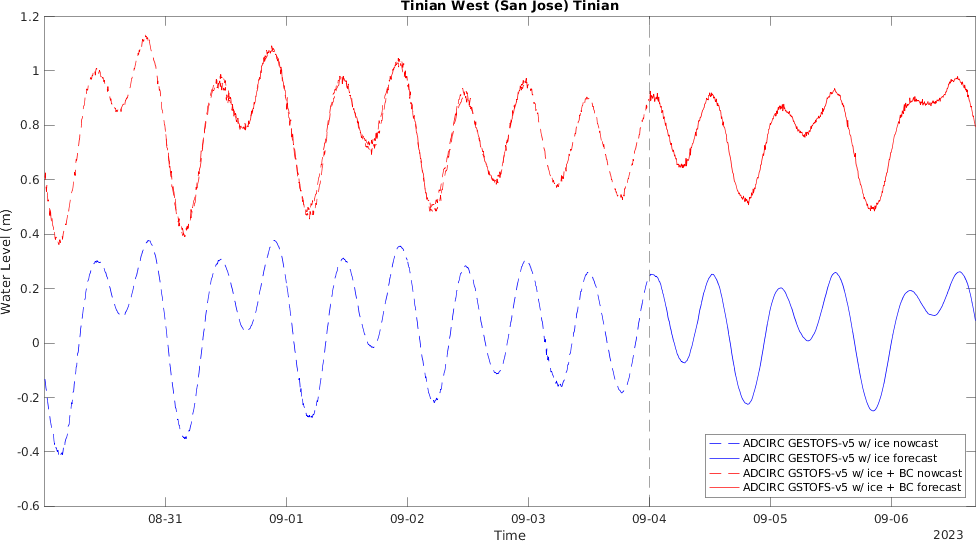 Tinian West (San Jose) Tinian
1.2
1
0.8
0.6
0.4
0.2
0
-0.2
-0.4
-0.6
Water Level (m)
08-31
09-01
09-02
09-03
09-04
09-05
09-06
Time
2023
ADCIRC GESTOFS-v5 w/ ice nowcast
ADCIRC GESTOFS-v5 w/ ice forecast
ADCIRC GSTOFS-v5 w/ ice + BC nowcast
ADCIRC GSTOFS-v5 w/ ice + BC forecast